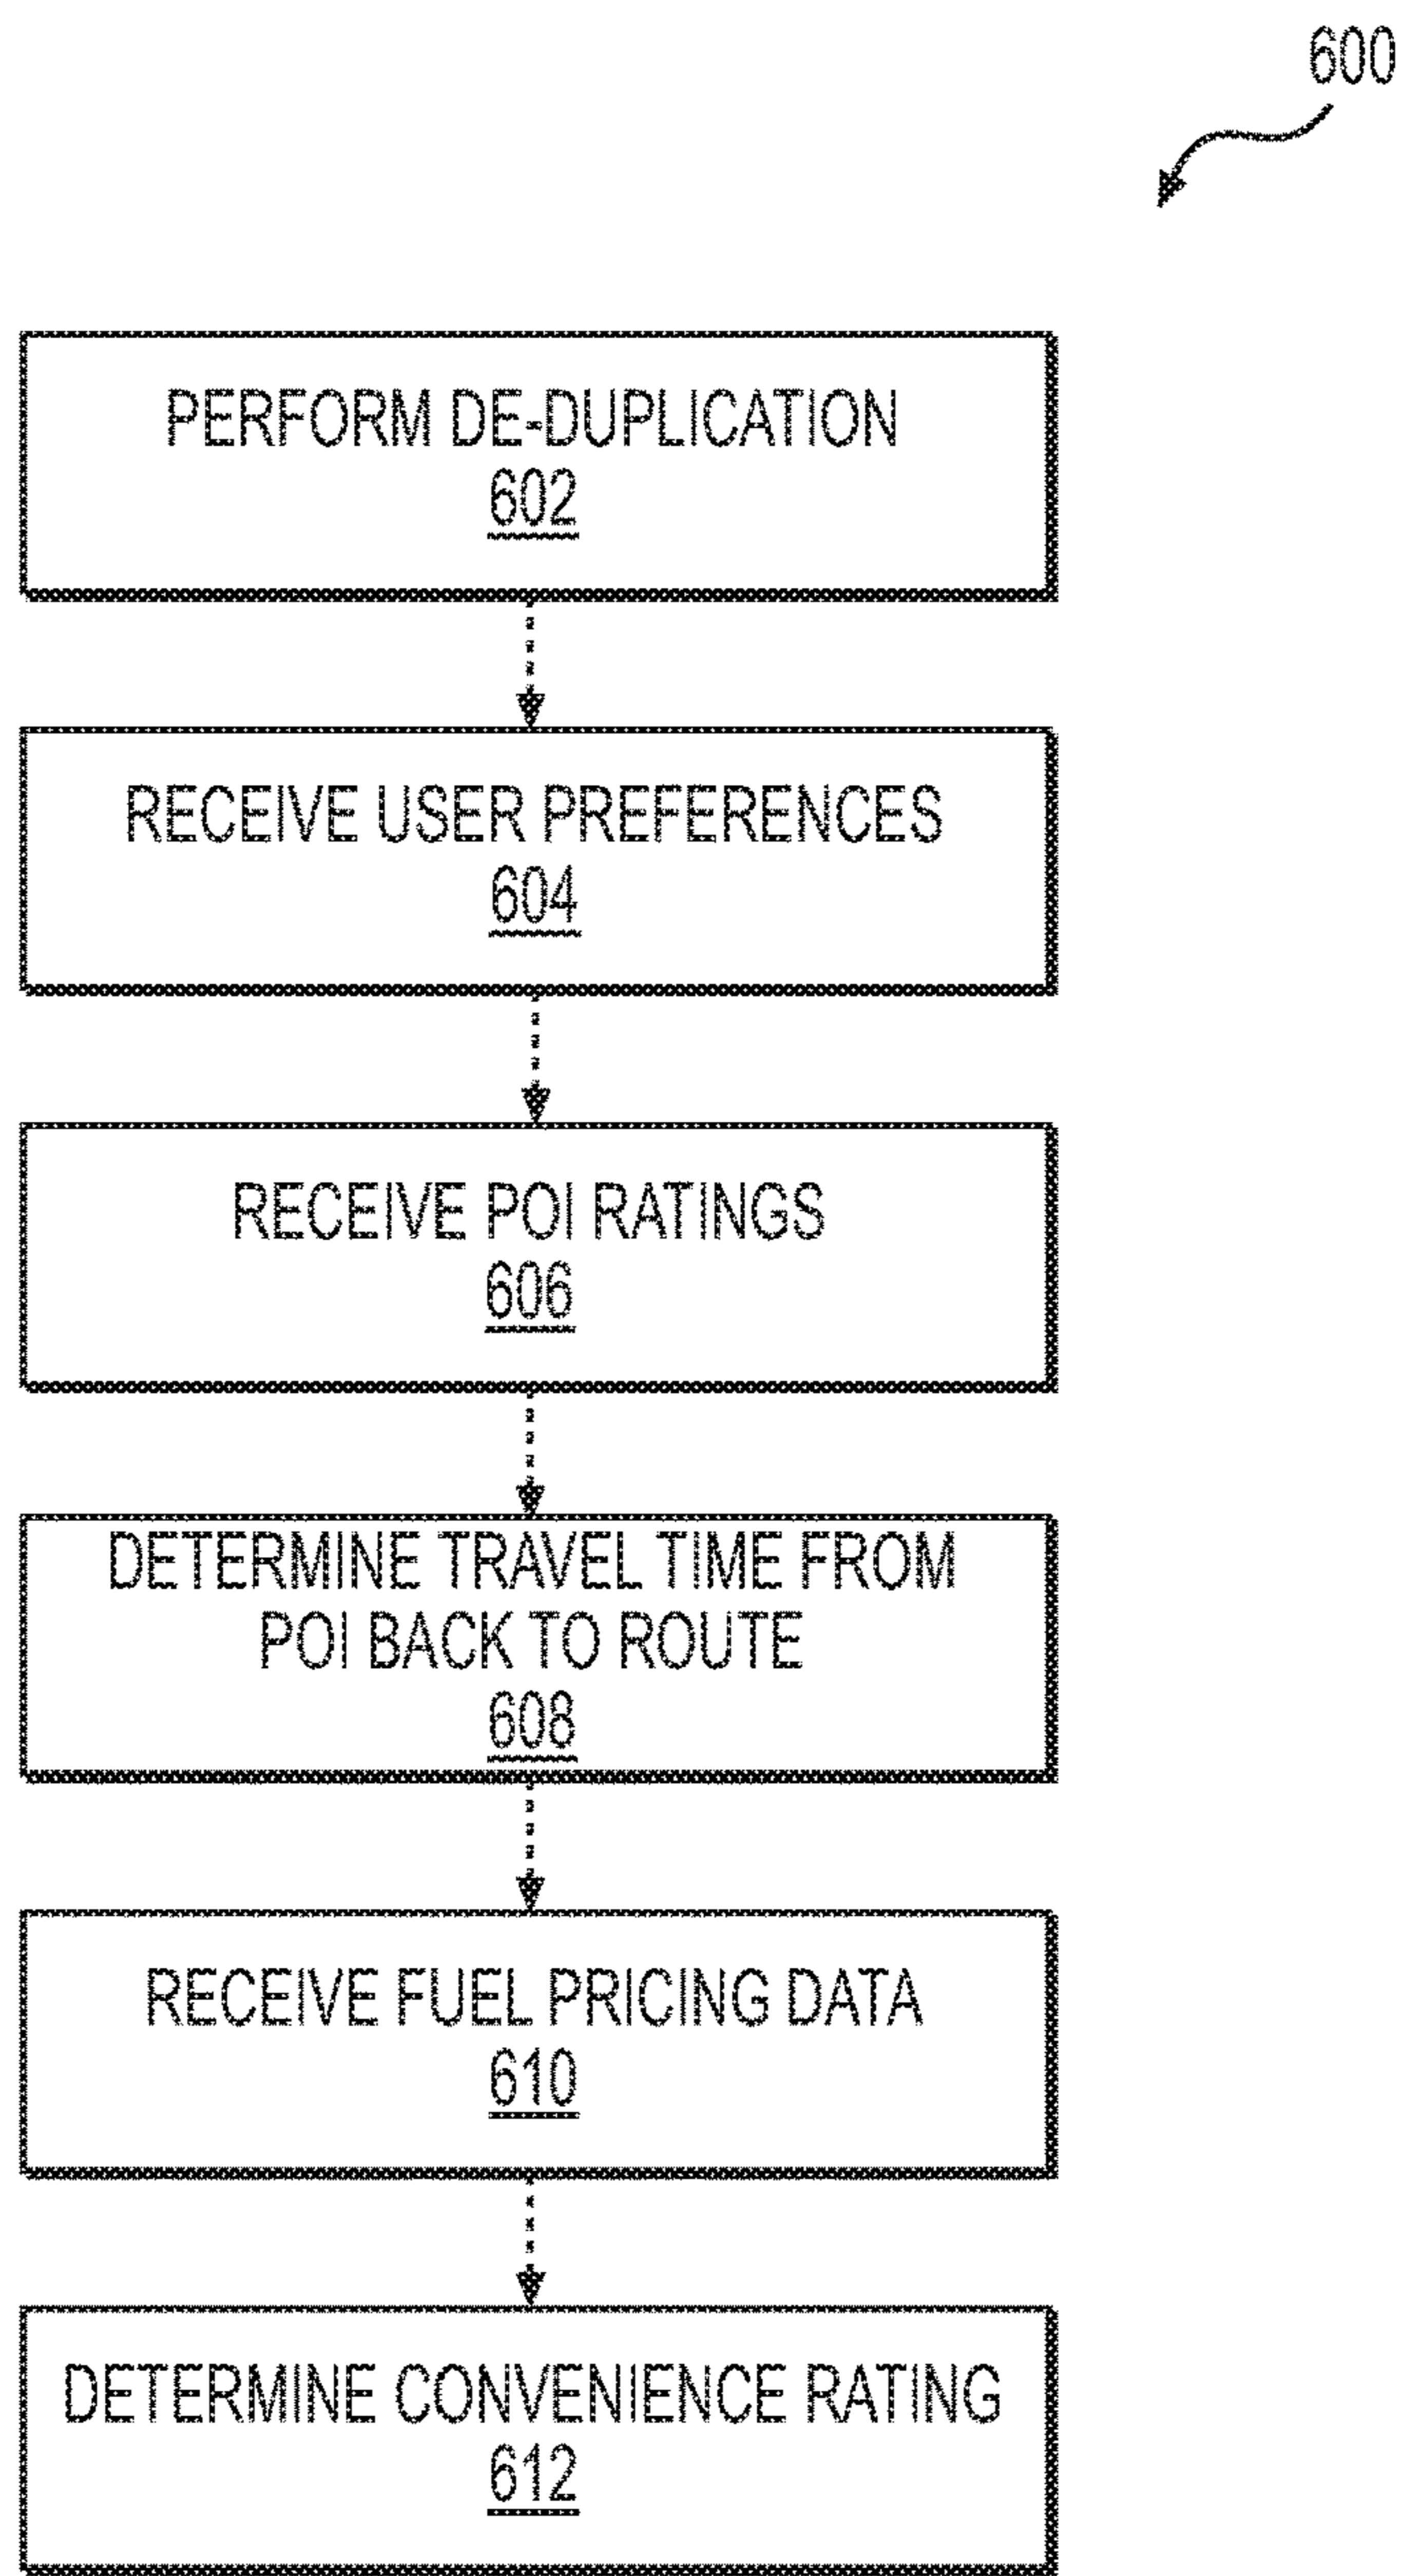 600
PERFORM DE-DUPLICATION
602
RECEIVE USER PREFERENCES
604
RECEIVE POI RATINGS
606
DETERMINE TRAVEL TIME FROM
POI BACK TO ROUTE
608
RECEIVE FUEL PRICING DATA
610
DETERMINE CONVENIENCE RATING
612